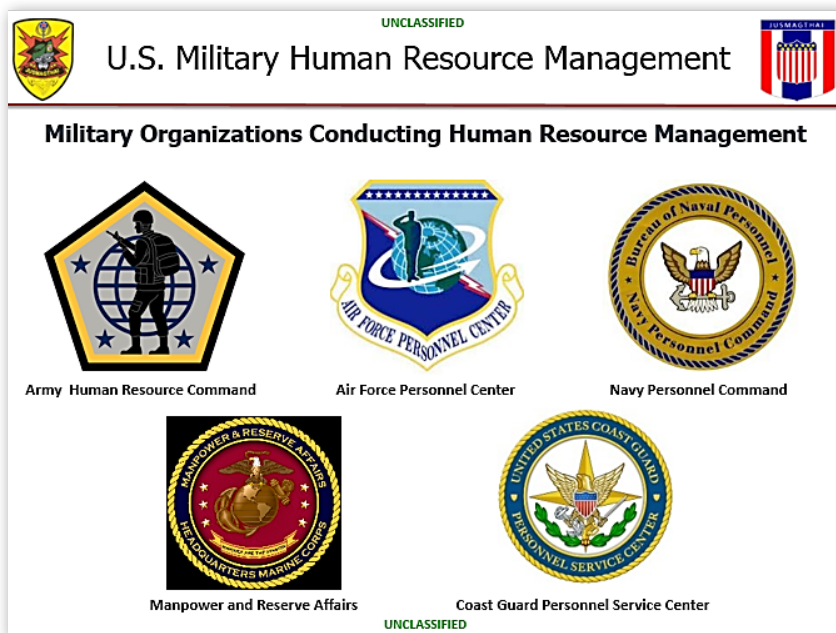 UNCLASSIFIED
JUSMAGTHAI
U.S. Military Human Resource Management
JUSMAGTHAI
Military Organizations Conducting Human Resource Management
AIR FORCE PERSONNEL CENTER
Bureau of Naval Personnel
Navy Personnel Command
Army Human Resource Command
Air Force Personnel Center
Navy Personnel Command
MANPOWER & RESERVE AFFAIRS
HEADQUARTERS MARINE CORPS
UNITED STATES COAST GUARD
PERSONNEL SERVICE CENTER
Manpower and Reserve Affairs
Coast Guard Personnel Service Center
UNCLASSIFIED